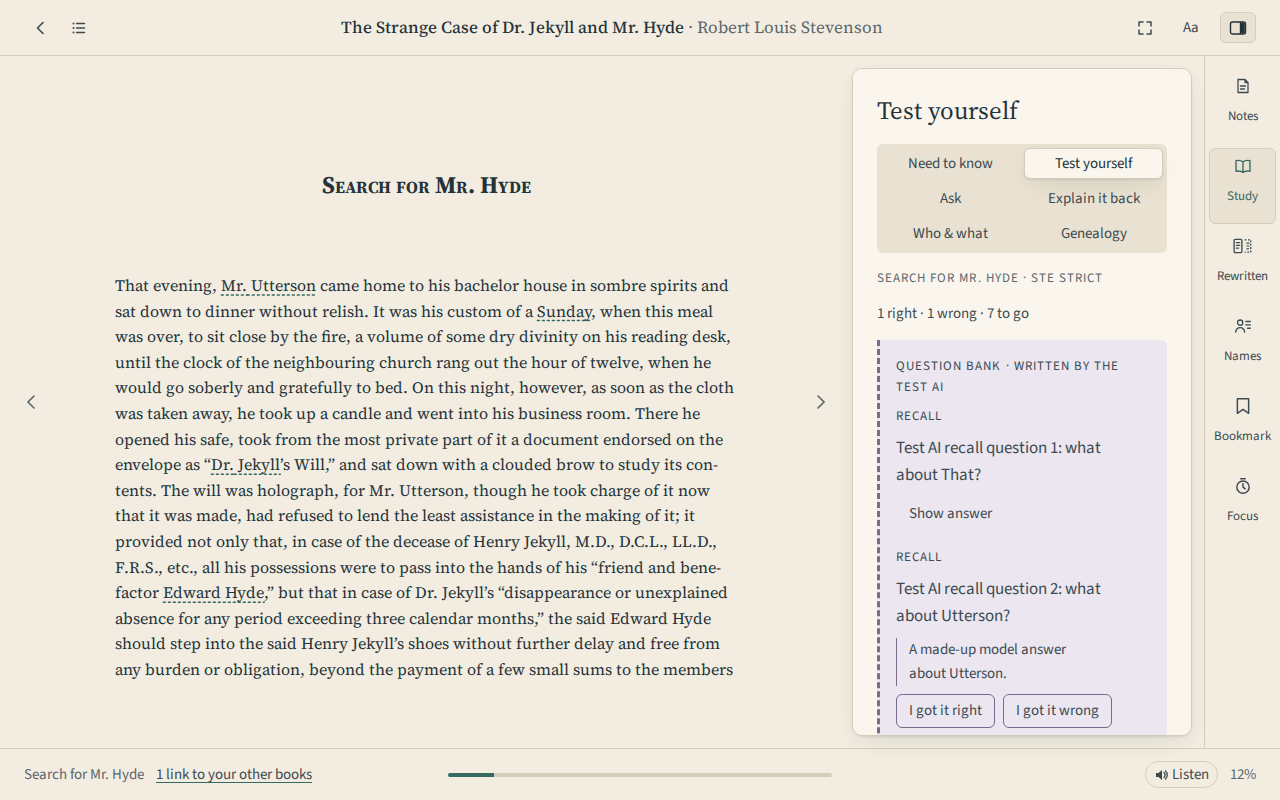 The Strange Case of Dr. Jekyll and Mr. Hyde · Robert Louis Stevenson
Aa
Search for Mr. Hyde
That evening, Mr. Utterson came home to his bachelor house in sombre spirits and
sat down to dinner without relish. It was his custom of a Sunday, when this meal
was over, to sit close by the fire, a volume of some dry divinity on his reading desk,
until the clock of the neighbouring church rang out the hour of twelve, when he
would go soberly and gratefully to bed. On this night, however, as soon as the cloth
was taken away, he took up a candle and went into his business room. There he
opened his safe, took from the most private part of it a document endorsed on the
envelope as “Dr. Jekyll’s Will,” and sat down with a clouded brow to study its con-
tents. The will was holograph, for Mr. Utterson, though he took charge of it now
that it was made, had refused to lend the least assistance in the making of it; it
provided not only that, in case of the decease of Henry Jekyll, M.D., D.C.L., LL.D.,
F.R.S., etc., all his possessions were to pass into the hands of his “friend and bene-
factor Edward Hyde,” but that in case of Dr. Jekyll’s “disappearance or unexplained
absence for any period exceeding three calendar months,” the said Edward Hyde
should step into the said Henry Jekyll’s shoes without further delay and free from
any burden or obligation, beyond the payment of a few small sums to the members
Test yourself
Need to know
Test yourself
Ask
Explain it back
Who & what
Genealogy
SEARCH FOR MR. HYDE · STE STRICT
1 right · 1 wrong · 7 to go
QUESTION BANK · WRITTEN BY THE
TEST AI
RECALL
Test AI recall question 1: what
about That?
Show answer
RECALL
Test AI recall question 2: what
about Utterson?
A made-up model answer
about Utterson.
I got it right
I got it wrong
Notes
Study
Rewritten
Names
Bookmark
Focus
Search for Mr. Hyde
1 link to your other books
Listen
12%